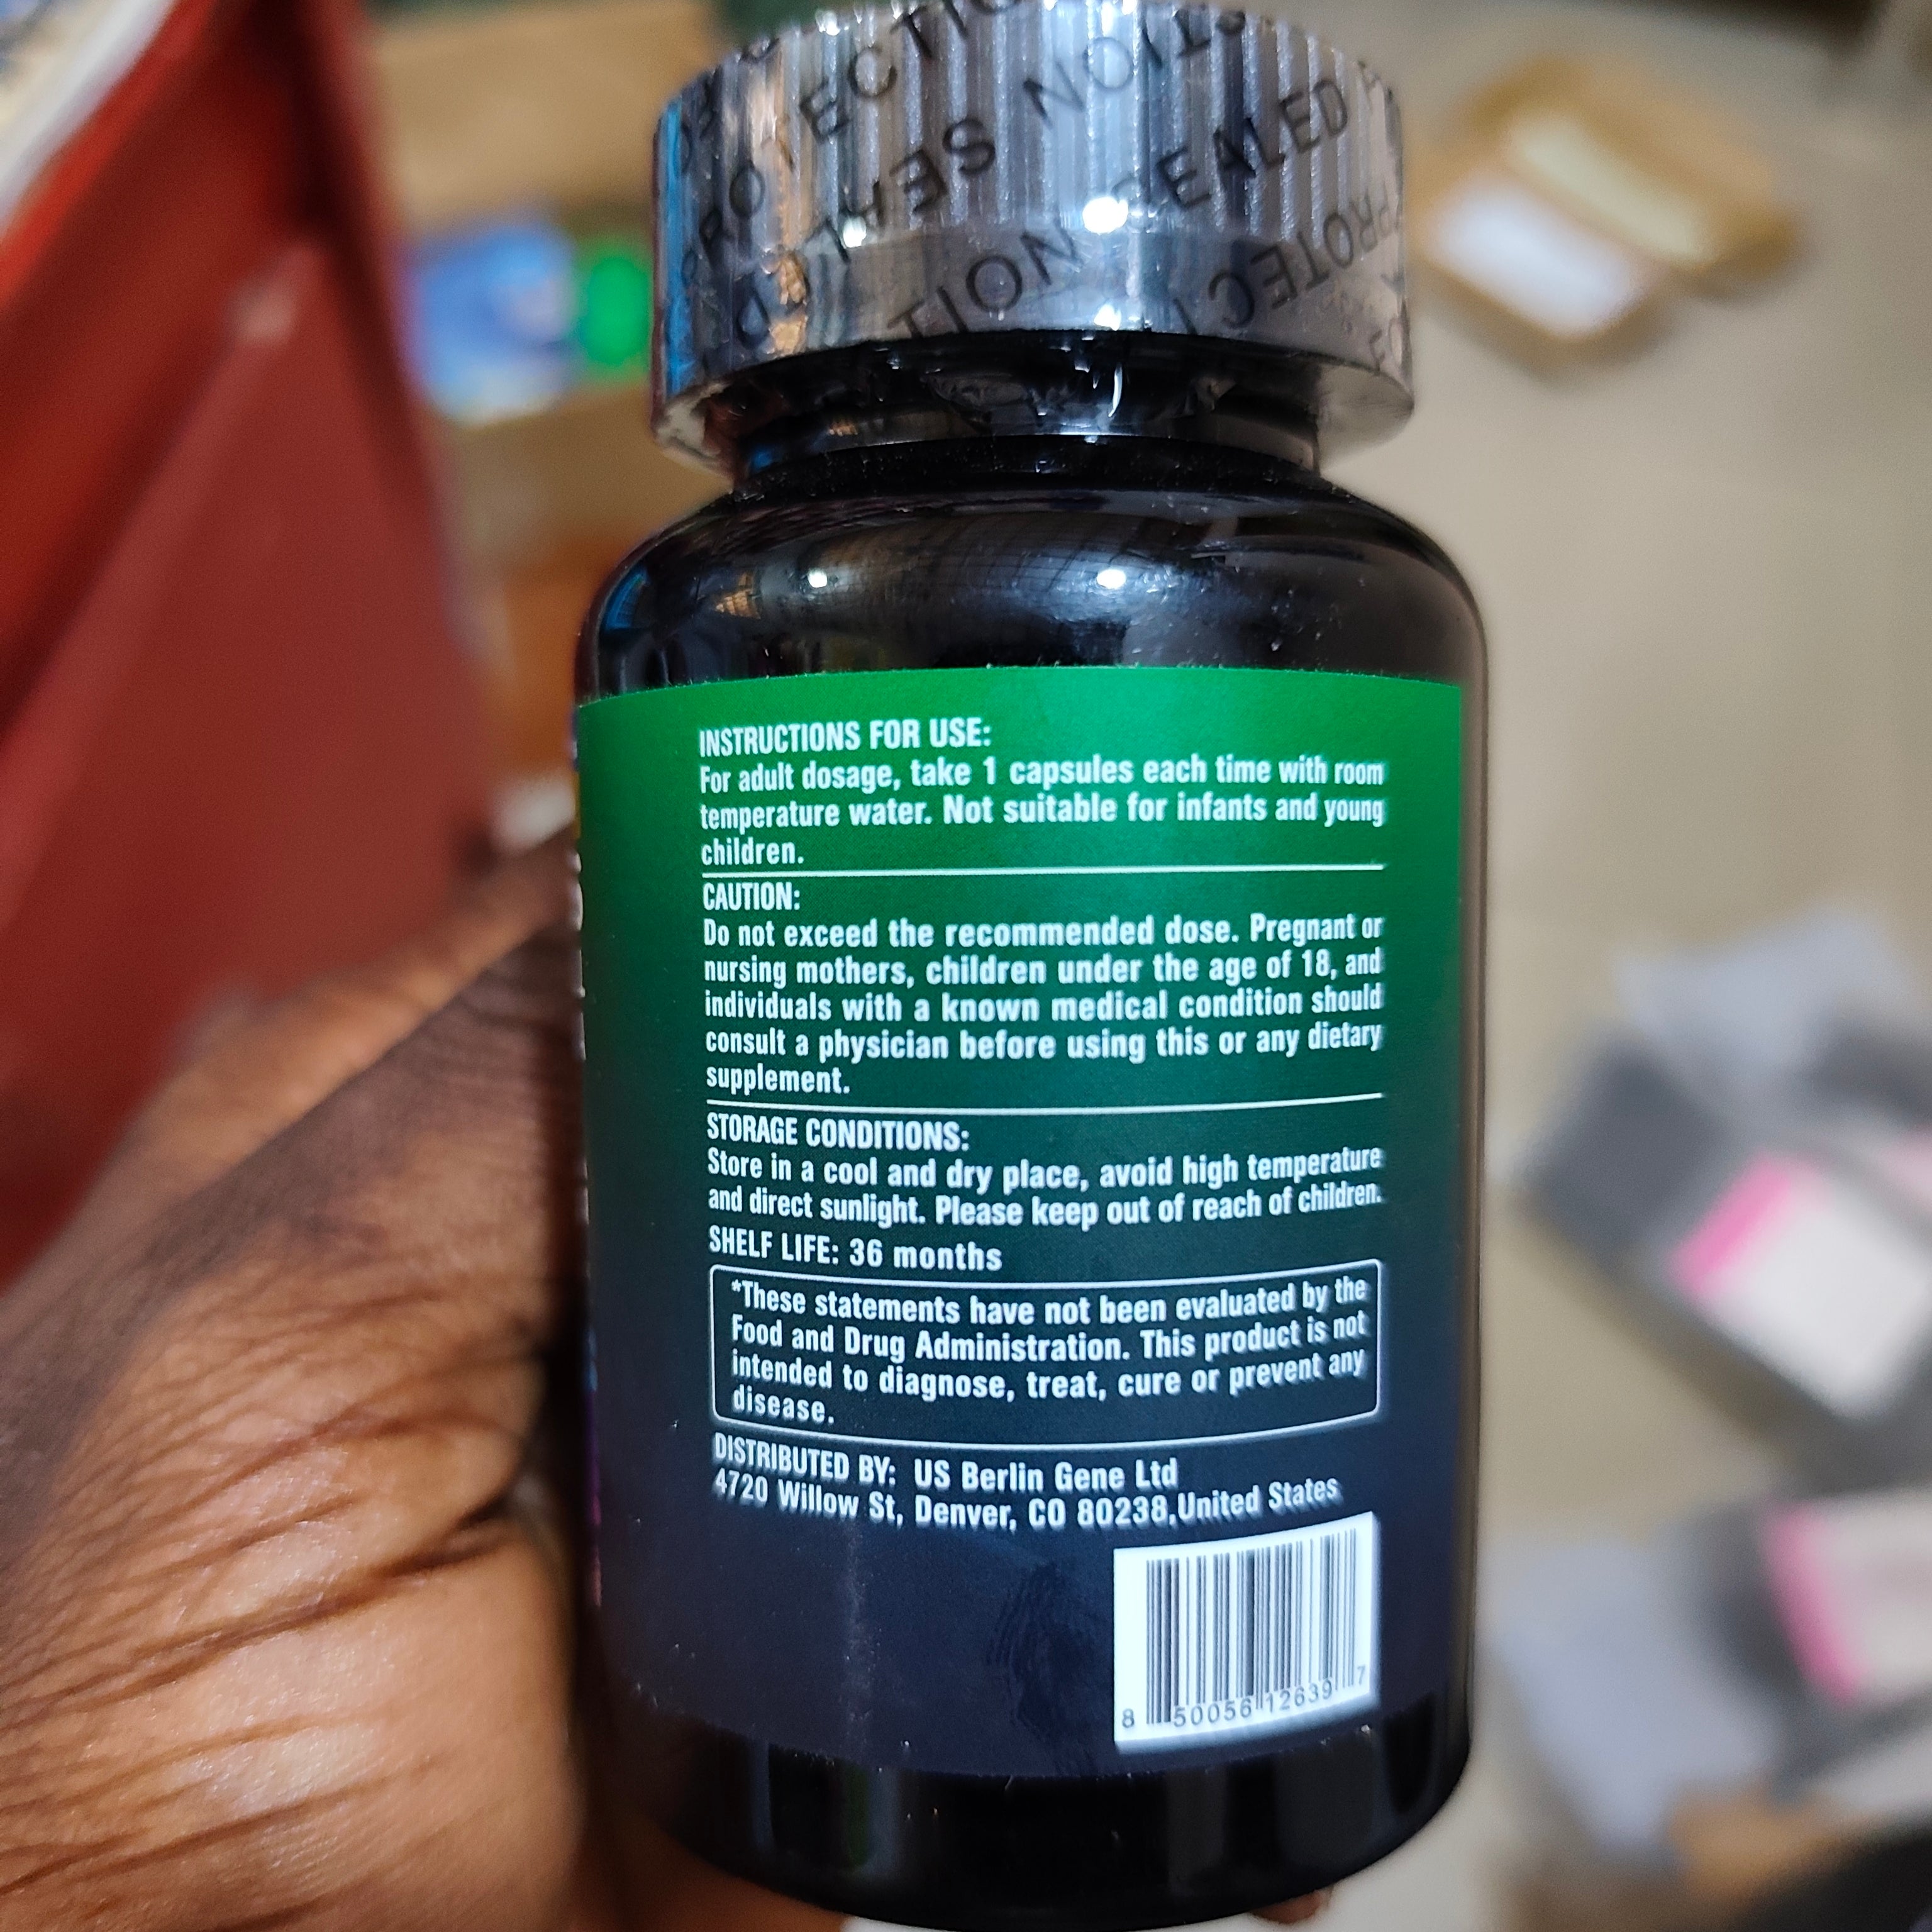 PROTECTION
SEALED NOITI
TION SEALED
PROTECT
INSTRUCTIONS FOR USE:
For adult dosage, take 1 capsules each time with room
temperature water. Not suitable for infants and young
children.
CAUTION:
Do not exceed the recommended dose. Pregnant or
nursing mothers, children under the age of 18, and
individuals with a known medical condition should
consult a physician before using this or any dietary
supplement.
STORAGE CONDITIONS:
Store in a cool and dry place, avoid high temperature
and direct sunlight. Please keep out of reach of children.
SHELF LIFE: 36 months
*These statements have not been evaluated by the
Food and Drug Administration. This product is not
intended to diagnose, treat, cure or prevent any
disease.
DISTRIBUTED BY: US Berlin Gene Ltd
4720 Willow St, Denver, CO 80238,United States
8 50056 12639 7